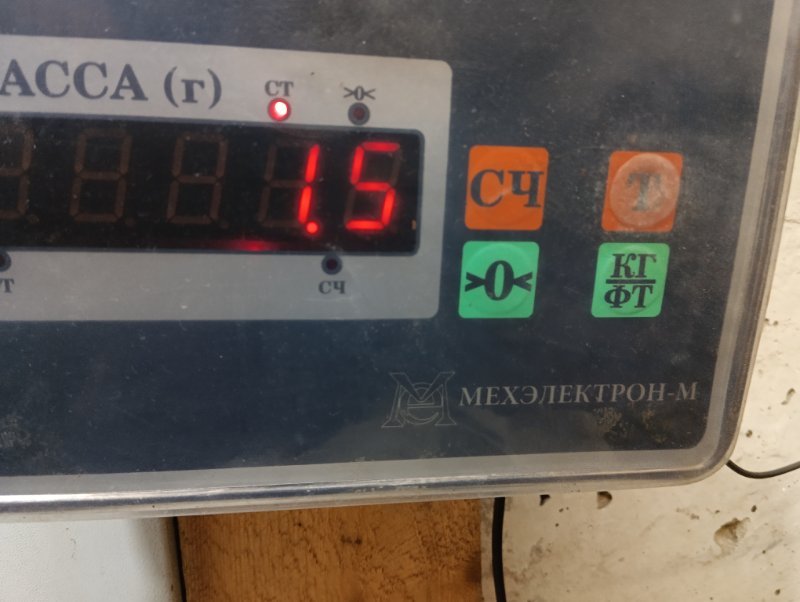 АССА (г)
СТ >0<
1.5
СЧ Т
Т СЧ
>0< КГ
ФТ
МЕХЭЛЕКТРОН-М